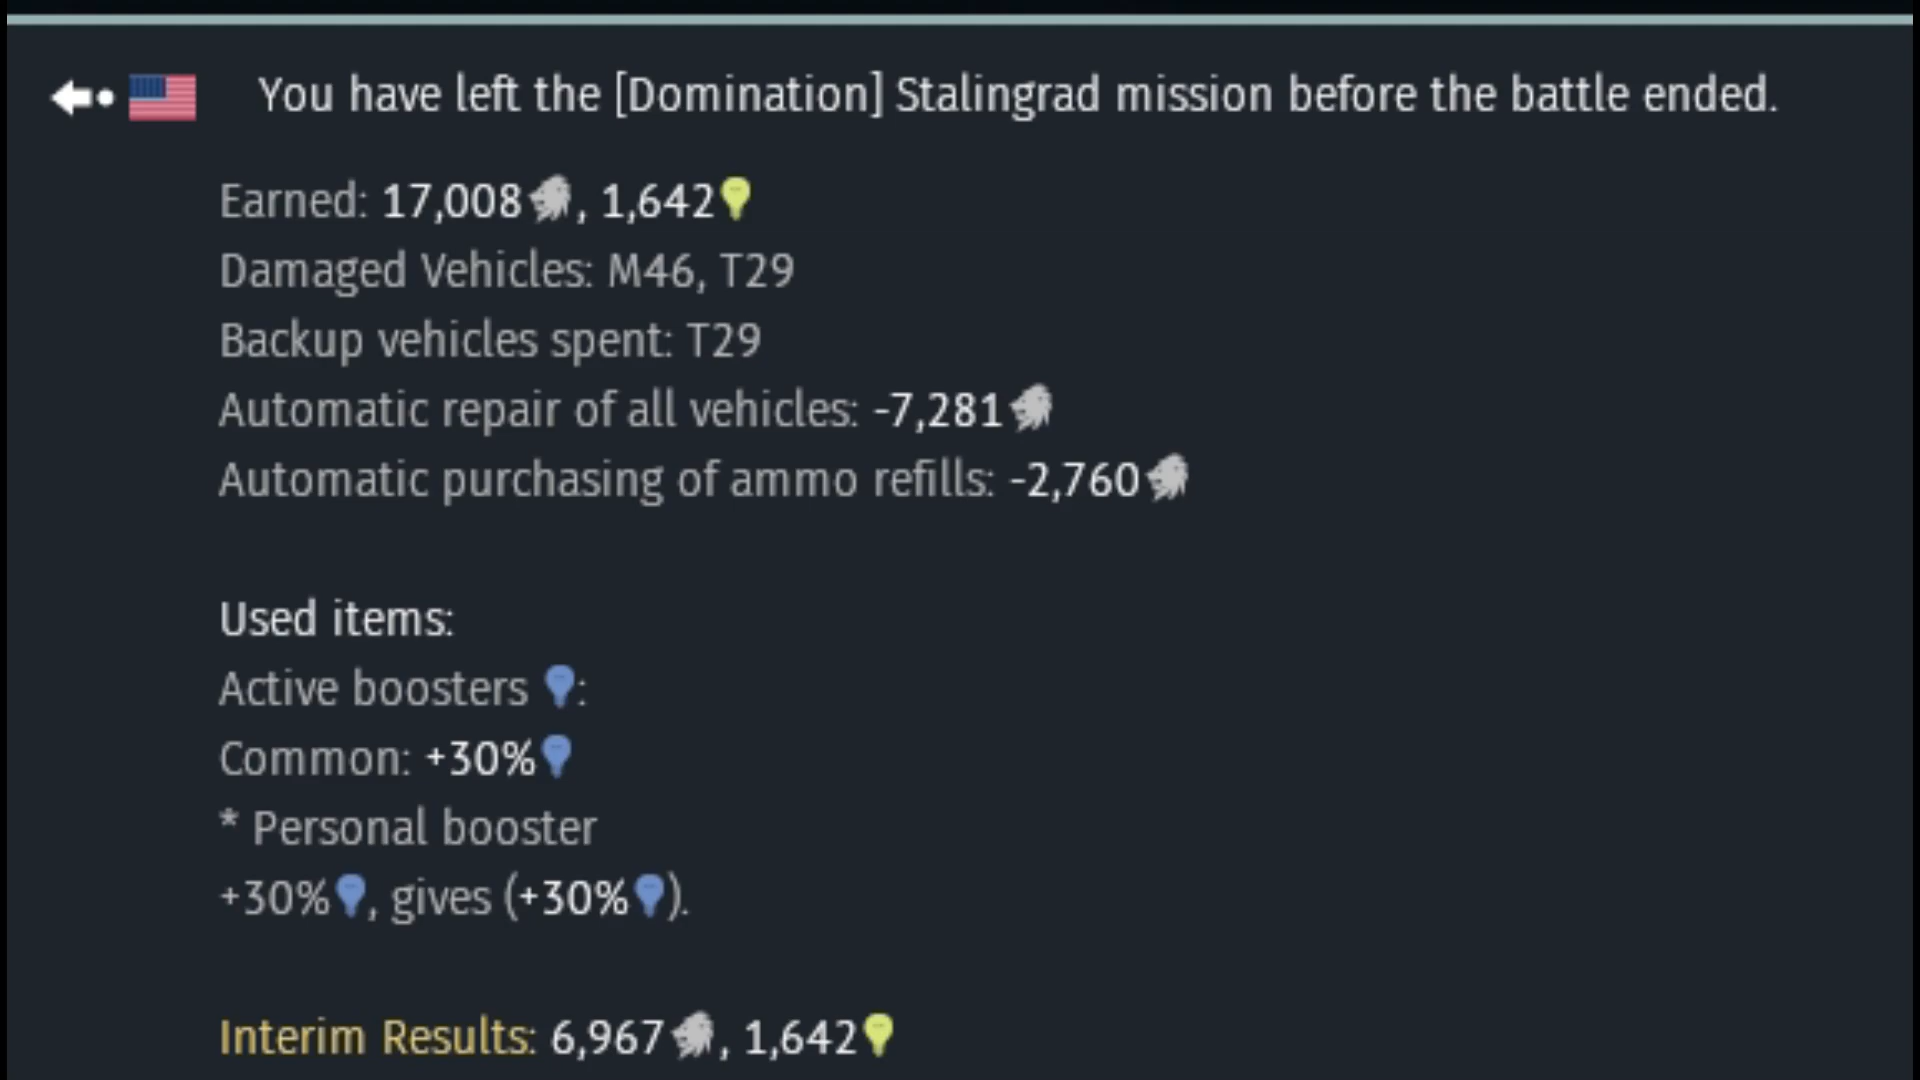 You have left the [Domination] Stalingrad mission before the battle ended.
Earned: 17,008, 1,642
Damaged Vehicles: M46, T29
Backup vehicles spent: T29
Automatic repair of all vehicles: -7,281
Automatic purchasing of ammo refills: -2,760
Used items:
Active boosters :
Common: +30%
* Personal booster
+30%, gives (+30%).
Interim Results: 6,967, 1,642